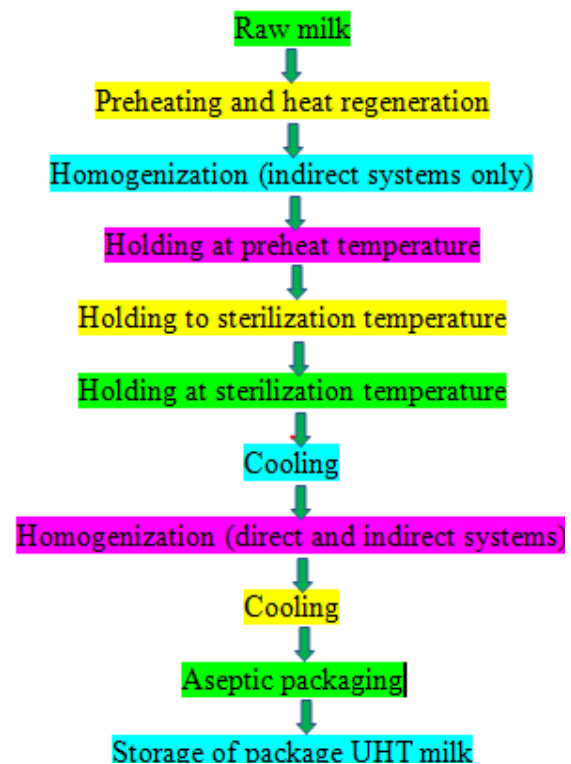 Raw milk
Preheating and heat regeneration
Homogenization (indirect systems only)
Holding at preheat temperature
Holding to sterilization temperature
Holding at sterilization temperature
Cooling
Homogenization (direct and indirect systems)
Cooling
Aseptic packaging
Storage of package UHT milk